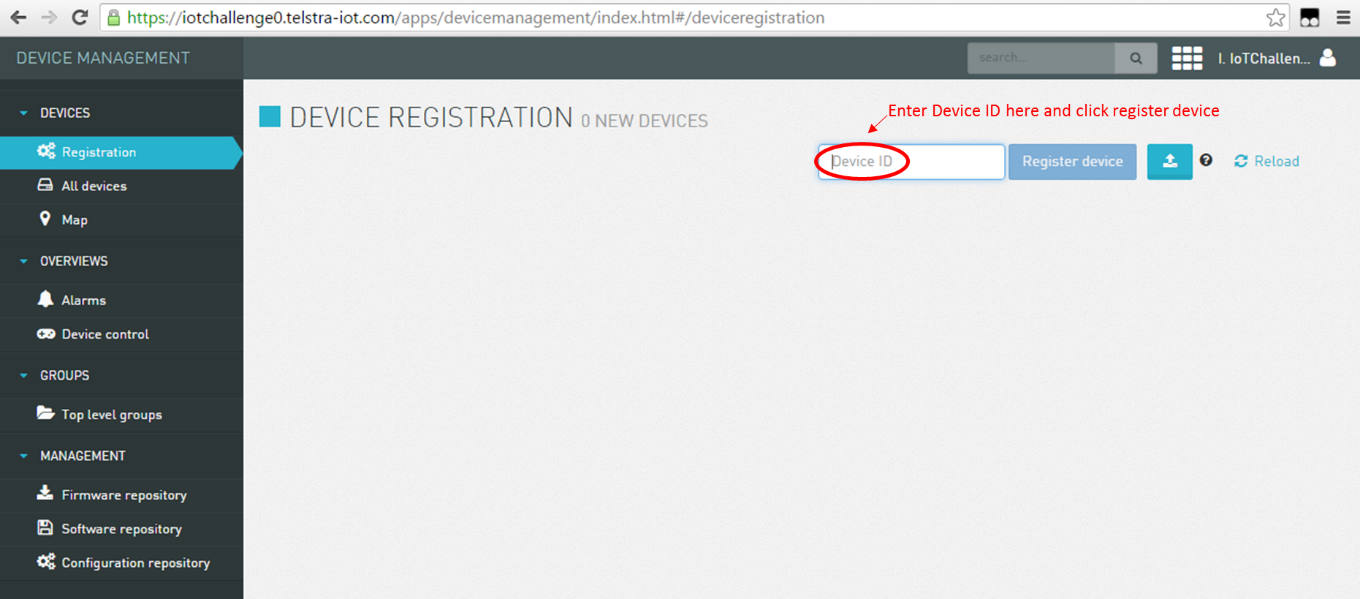 https://iotchallenge0.telstra-iot.com/apps/devicemanagement/index.html#/deviceregistration
DEVICE MANAGEMENT
search...
I. IoTChallen...
DEVICES
Registration
All devices
Map
OVERVIEWS
Alarms
Device control
GROUPS
Top level groups
MANAGEMENT
Firmware repository
Software repository
Configuration repository
DEVICE REGISTRATION 0 NEW DEVICES
Enter Device ID here and click register device
Device ID
Register device
?
Reload